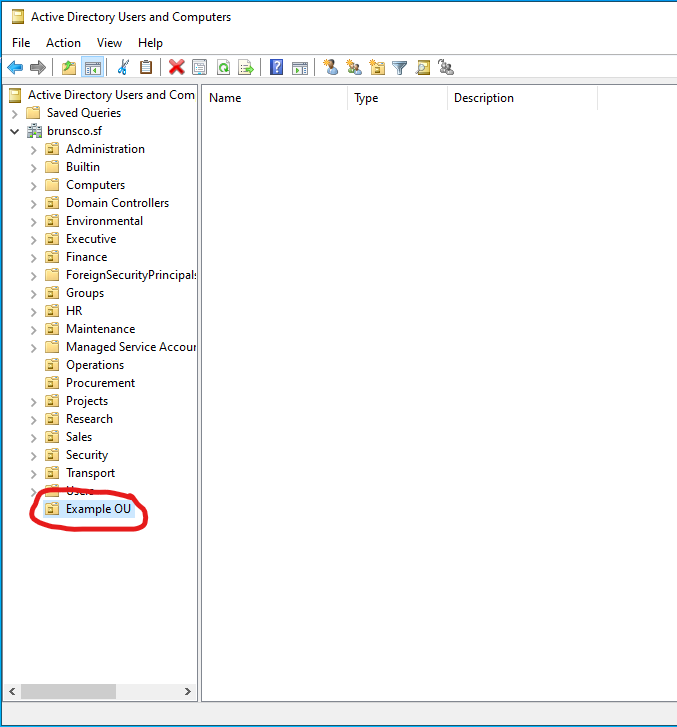 Active Directory Users and Computers
File Action View Help
Active Directory Users and Com
Name Type Description
Saved Queries
brunsco.sf
Administration
Builtin
Computers
Domain Controllers
Environmental
Executive
Finance
ForeignSecurityPrincipals
Groups
HR
Maintenance
Managed Service Accour
Operations
Procurement
Projects
Research
Sales
Security
Transport
Users
Example OU